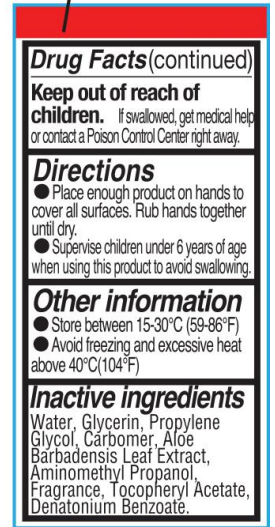 Drug Facts(continued)
Keep out of reach of
children. If swallowed, get medical help
or contact a Poison Control Center right away.
Directions
● Place enough product on hands to
cover all surfaces. Rub hands together
until dry.
● Supervise children under 6 years of age
when using this product to avoid swallowing.
Other information
● Store between 15-30°C (59-86°F)
● Avoid freezing and excessive heat
above 40°C(104°F)
Inactive ingredients
Water, Glycerin, Propylene
Glycol, Carbomer, Aloe
Barbadensis Leaf Extract,
Aminomethyl Propanol,
Fragrance, Tocopheryl Acetate,
Denatonium Benzoate.